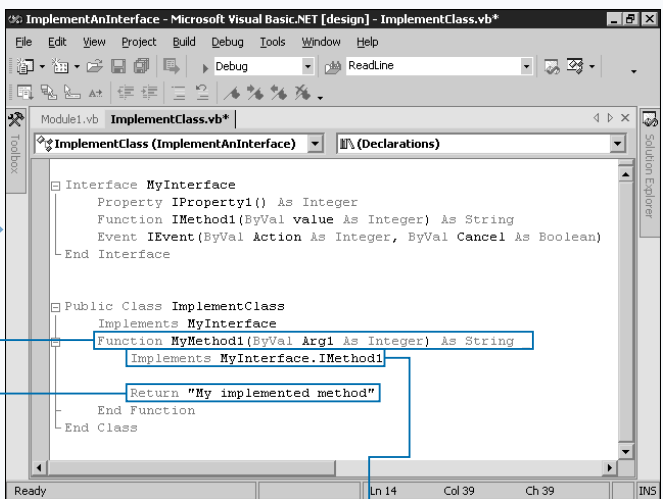 ImplementAnInterface - Microsoft Visual Basic.NET [design] - ImplementClass.vb*
File Edit View Project Build Debug Tools Window Help
Debug ReadLine
Module1.vb ImplementClass.vb*
ImplementClass (ImplementAnInterface) (Declarations)
Toolbox
Solution Explorer
Interface MyInterface
Property IProperty1() As Integer
Function IMethod1(ByVal value As Integer) As String
Event IEvent(ByVal Action As Integer, ByVal Cancel As Boolean)
End Interface
Public Class ImplementClass
Implements MyInterface
Function MyMethod1(ByVal Arg1 As Integer) As String
Implements MyInterface.IMethod1
Return "My implemented method"
End Function
End Class
Ready Ln 14 Col 39 Ch 39 INS